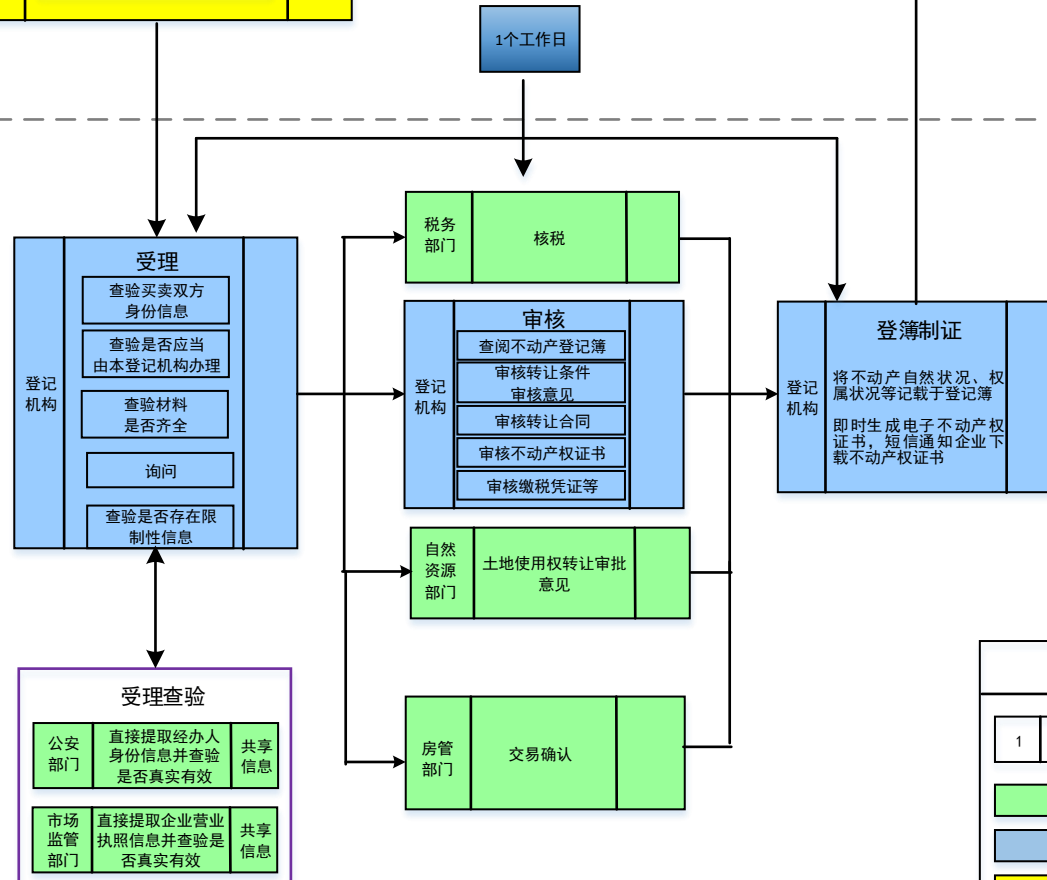 1个工作日
登记
机构
受理
查验买卖双方
身份信息
查验是否应当
由本登记机构办理
查验材料
是否齐全
询问
查验是否存在限
制性信息
税务
部门
核税
登记
机构
审核
查阅不动产登记簿
审核转让条件
审核意见
审核转让合同
审核不动产权证书
审核缴税凭证等
自然
资源
部门
土地使用权转让审批
意见
房管
部门
交易确认
登记
机构
登簿制证
将不动产自然状况、权
属状况等记载于登记簿
即时生成电子不动产权
证书，短信通知企业下
载不动产权证书
受理查验
公安
部门
直接提取经办人
身份信息并查验
是否真实有效
共享
信息
市场
监管
部门
直接提取企业营业
执照信息并查验是
否真实有效
共享
信息
1